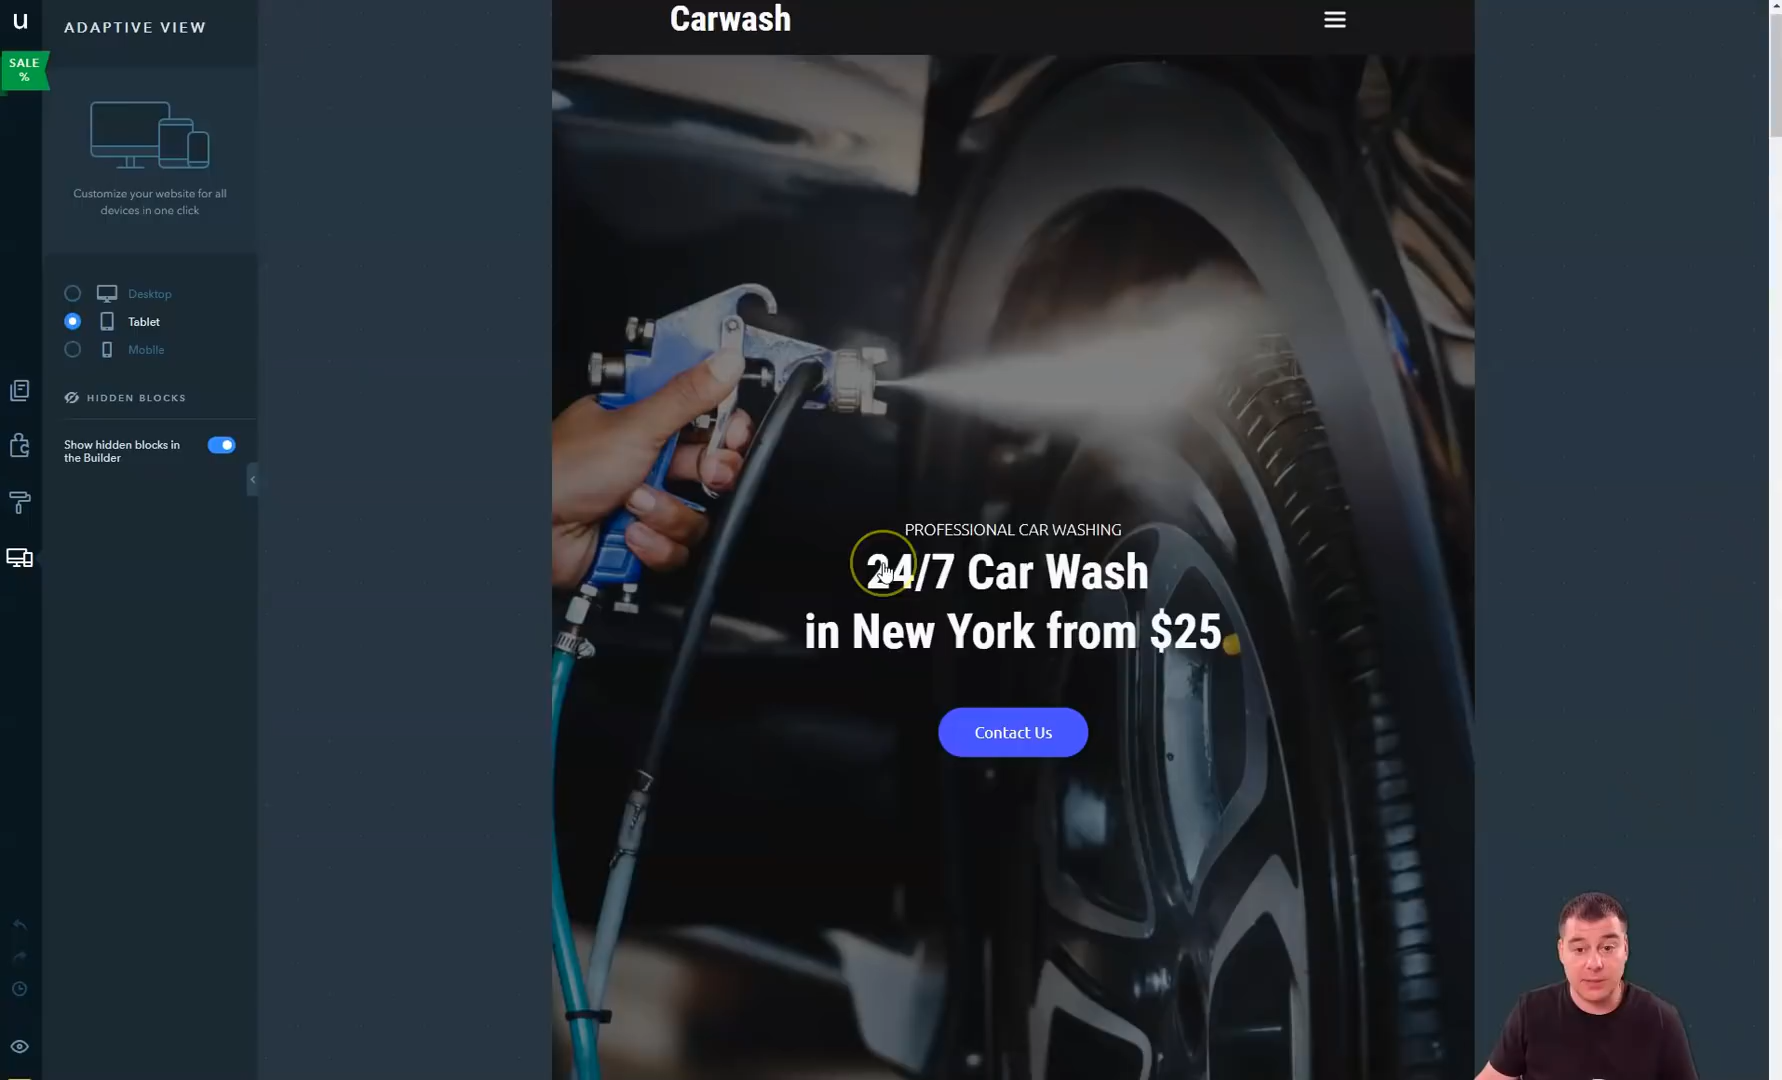 u
ADAPTIVE VIEW
SALE
%
Customize your website for all
devices in one click
Desktop
Tablet
Mobile
HIDDEN BLOCKS
Show hidden blocks in
the Builder
Carwash
PROFESSIONAL CAR WASHING
24/7 Car Wash
in New York from $25
Contact Us